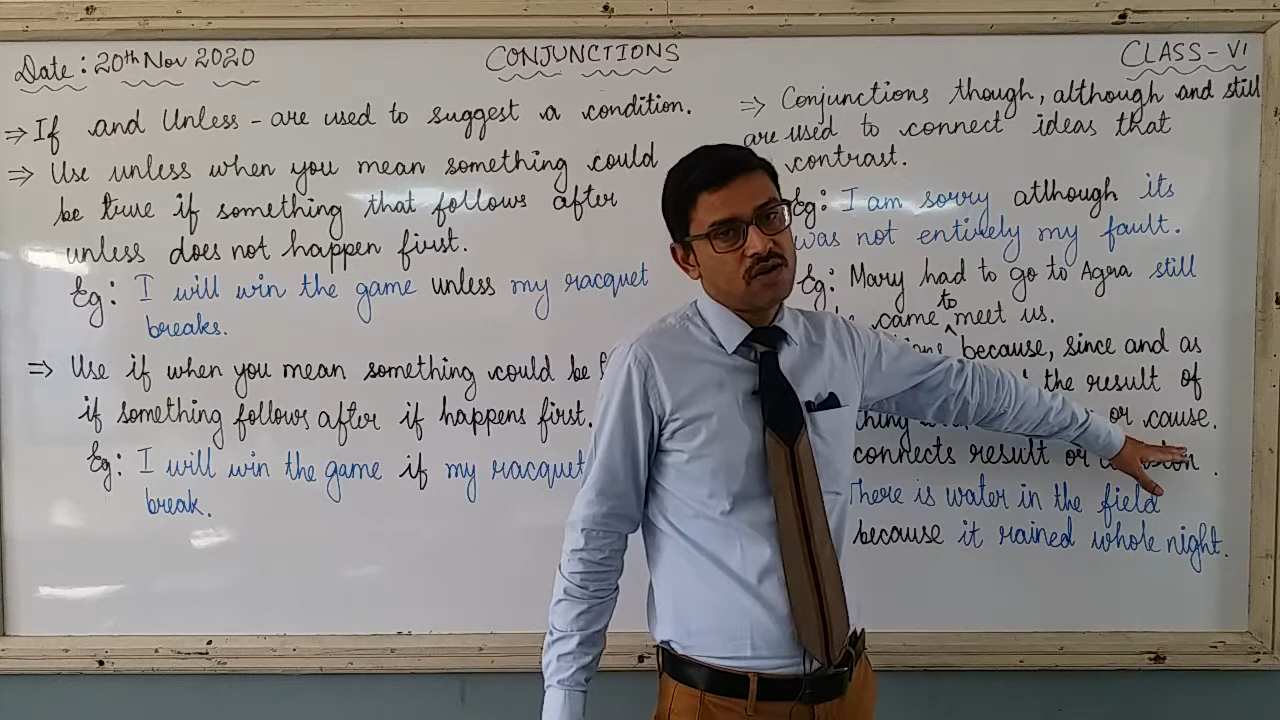 Date: 20th Nov 2020
CONJUNCTIONS
CLASS - VI
⇒ If and Unless - are used to suggest a condition.
⇒ Use unless when you mean something could
be true if something that follows after
unless does not happen first.
Eg: I will win the game unless my racquet
breaks.
⇒ Use if when you mean something could be
if something follows after if happens first.
Eg: I will win the game if my racquet
break.
⇒ Conjunctions though, although and still
are used to connect ideas that
contrast.
Eg: I am sorry atlhough its
was not entirely my fault.
Eg: Mary had to go to Agra still
came to meet us.
because, since and as
the result of
or cause.
connects result or
There is water in the field
because it rained whole night.